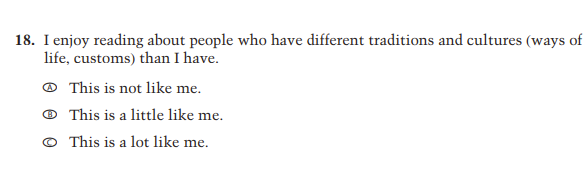 18. I enjoy reading about people who have different traditions and cultures (ways of
life, customs) than I have.
Ⓐ This is not like me.
Ⓑ This is a little like me.
Ⓒ This is a lot like me.